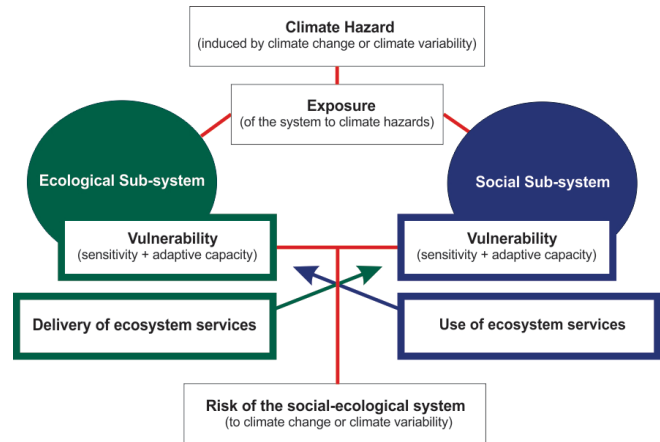 Climate Hazard
(induced by climate change or climate variability)
Exposure
(of the system to climate hazards)
Ecological Sub-system
Social Sub-system
Vulnerability
(sensitivity + adaptive capacity)
Vulnerability
(sensitivity + adaptive capacity)
Delivery of ecosystem services
Use of ecosystem services
Risk of the social-ecological system
(to climate change or climate variability)